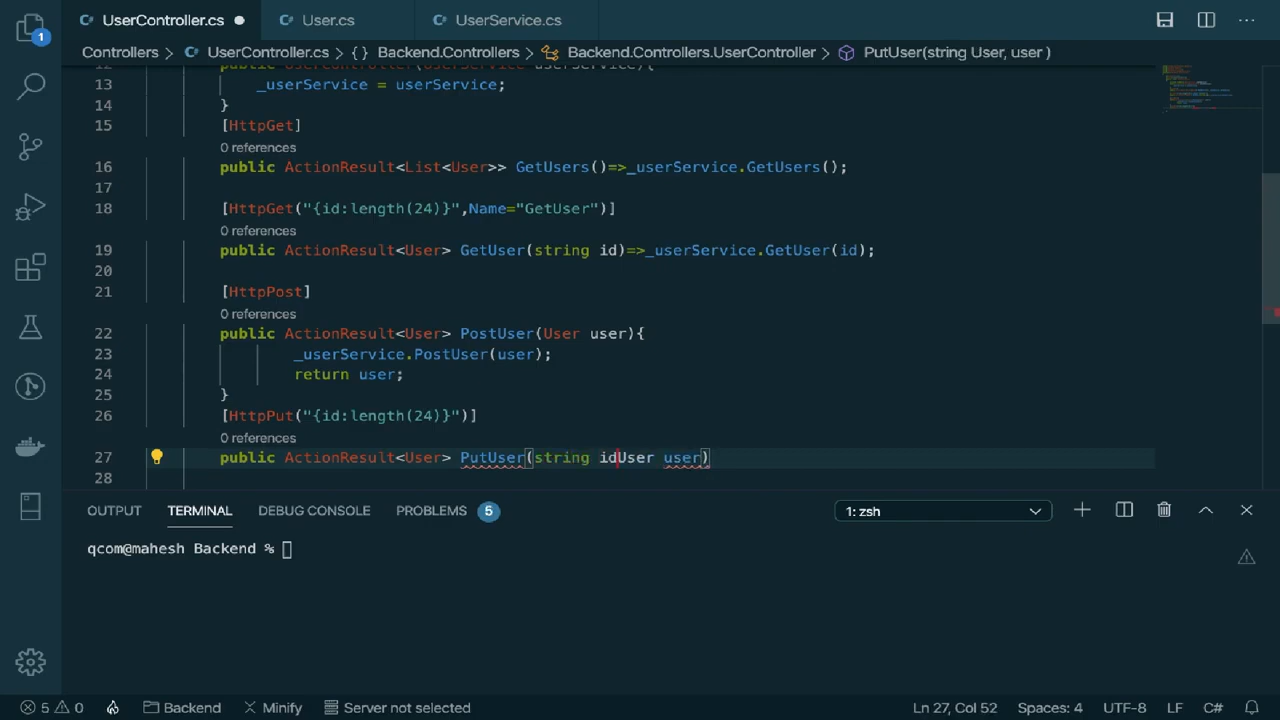 1
UserController.cs User.cs UserService.cs
Controllers > UserController.cs > {} Backend.Controllers > Backend.Controllers.UserController > PutUser(string User, user )
12 public UserController(UserService userService){
13 _userService = userService;
14 }
15 [HttpGet]
0 references
16 public ActionResult<List<User>> GetUsers()=>_userService.GetUsers();
17
18 [HttpGet("{id:length(24)}",Name="GetUser")]
0 references
19 public ActionResult<User> GetUser(string id)=>_userService.GetUser(id);
20
21 [HttpPost]
0 references
22 public ActionResult<User> PostUser(User user){
23 _userService.PostUser(user);
24 return user;
25 }
26 [HttpPut("{id:length(24)}")]
0 references
27 public ActionResult<User> PutUser(string idUser user)
28
OUTPUT TERMINAL DEBUG CONSOLE PROBLEMS 5 1: zsh
qcom@mahesh Backend %
5 0 Backend Minify Server not selected Ln 27, Col 52 Spaces: 4 UTF-8 LF C#